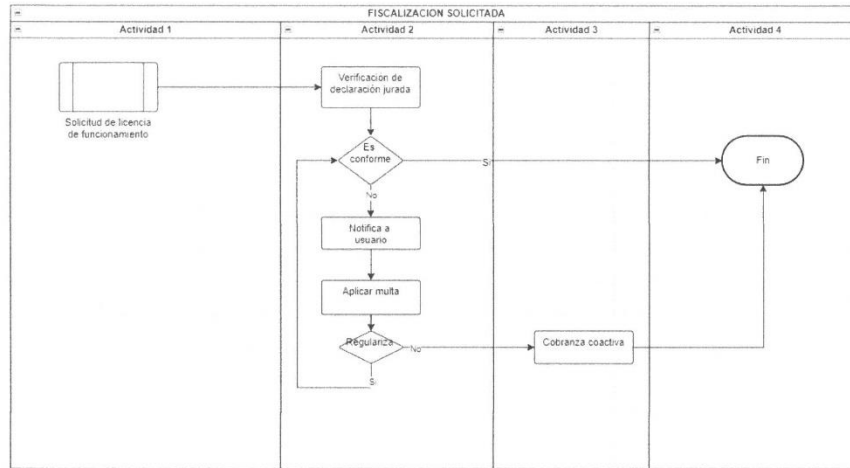 FISCALIZACION SOLICITADA
Actividad 1
Actividad 2
Actividad 3
Actividad 4
Solicitud de licencia
de funcionamiento
Verificación de
declaración jurada
Es
conforme
Si
Fin
No
Notifica a
usuario
Aplicar multa
Regulariza
No
Cobranza coactiva
Si